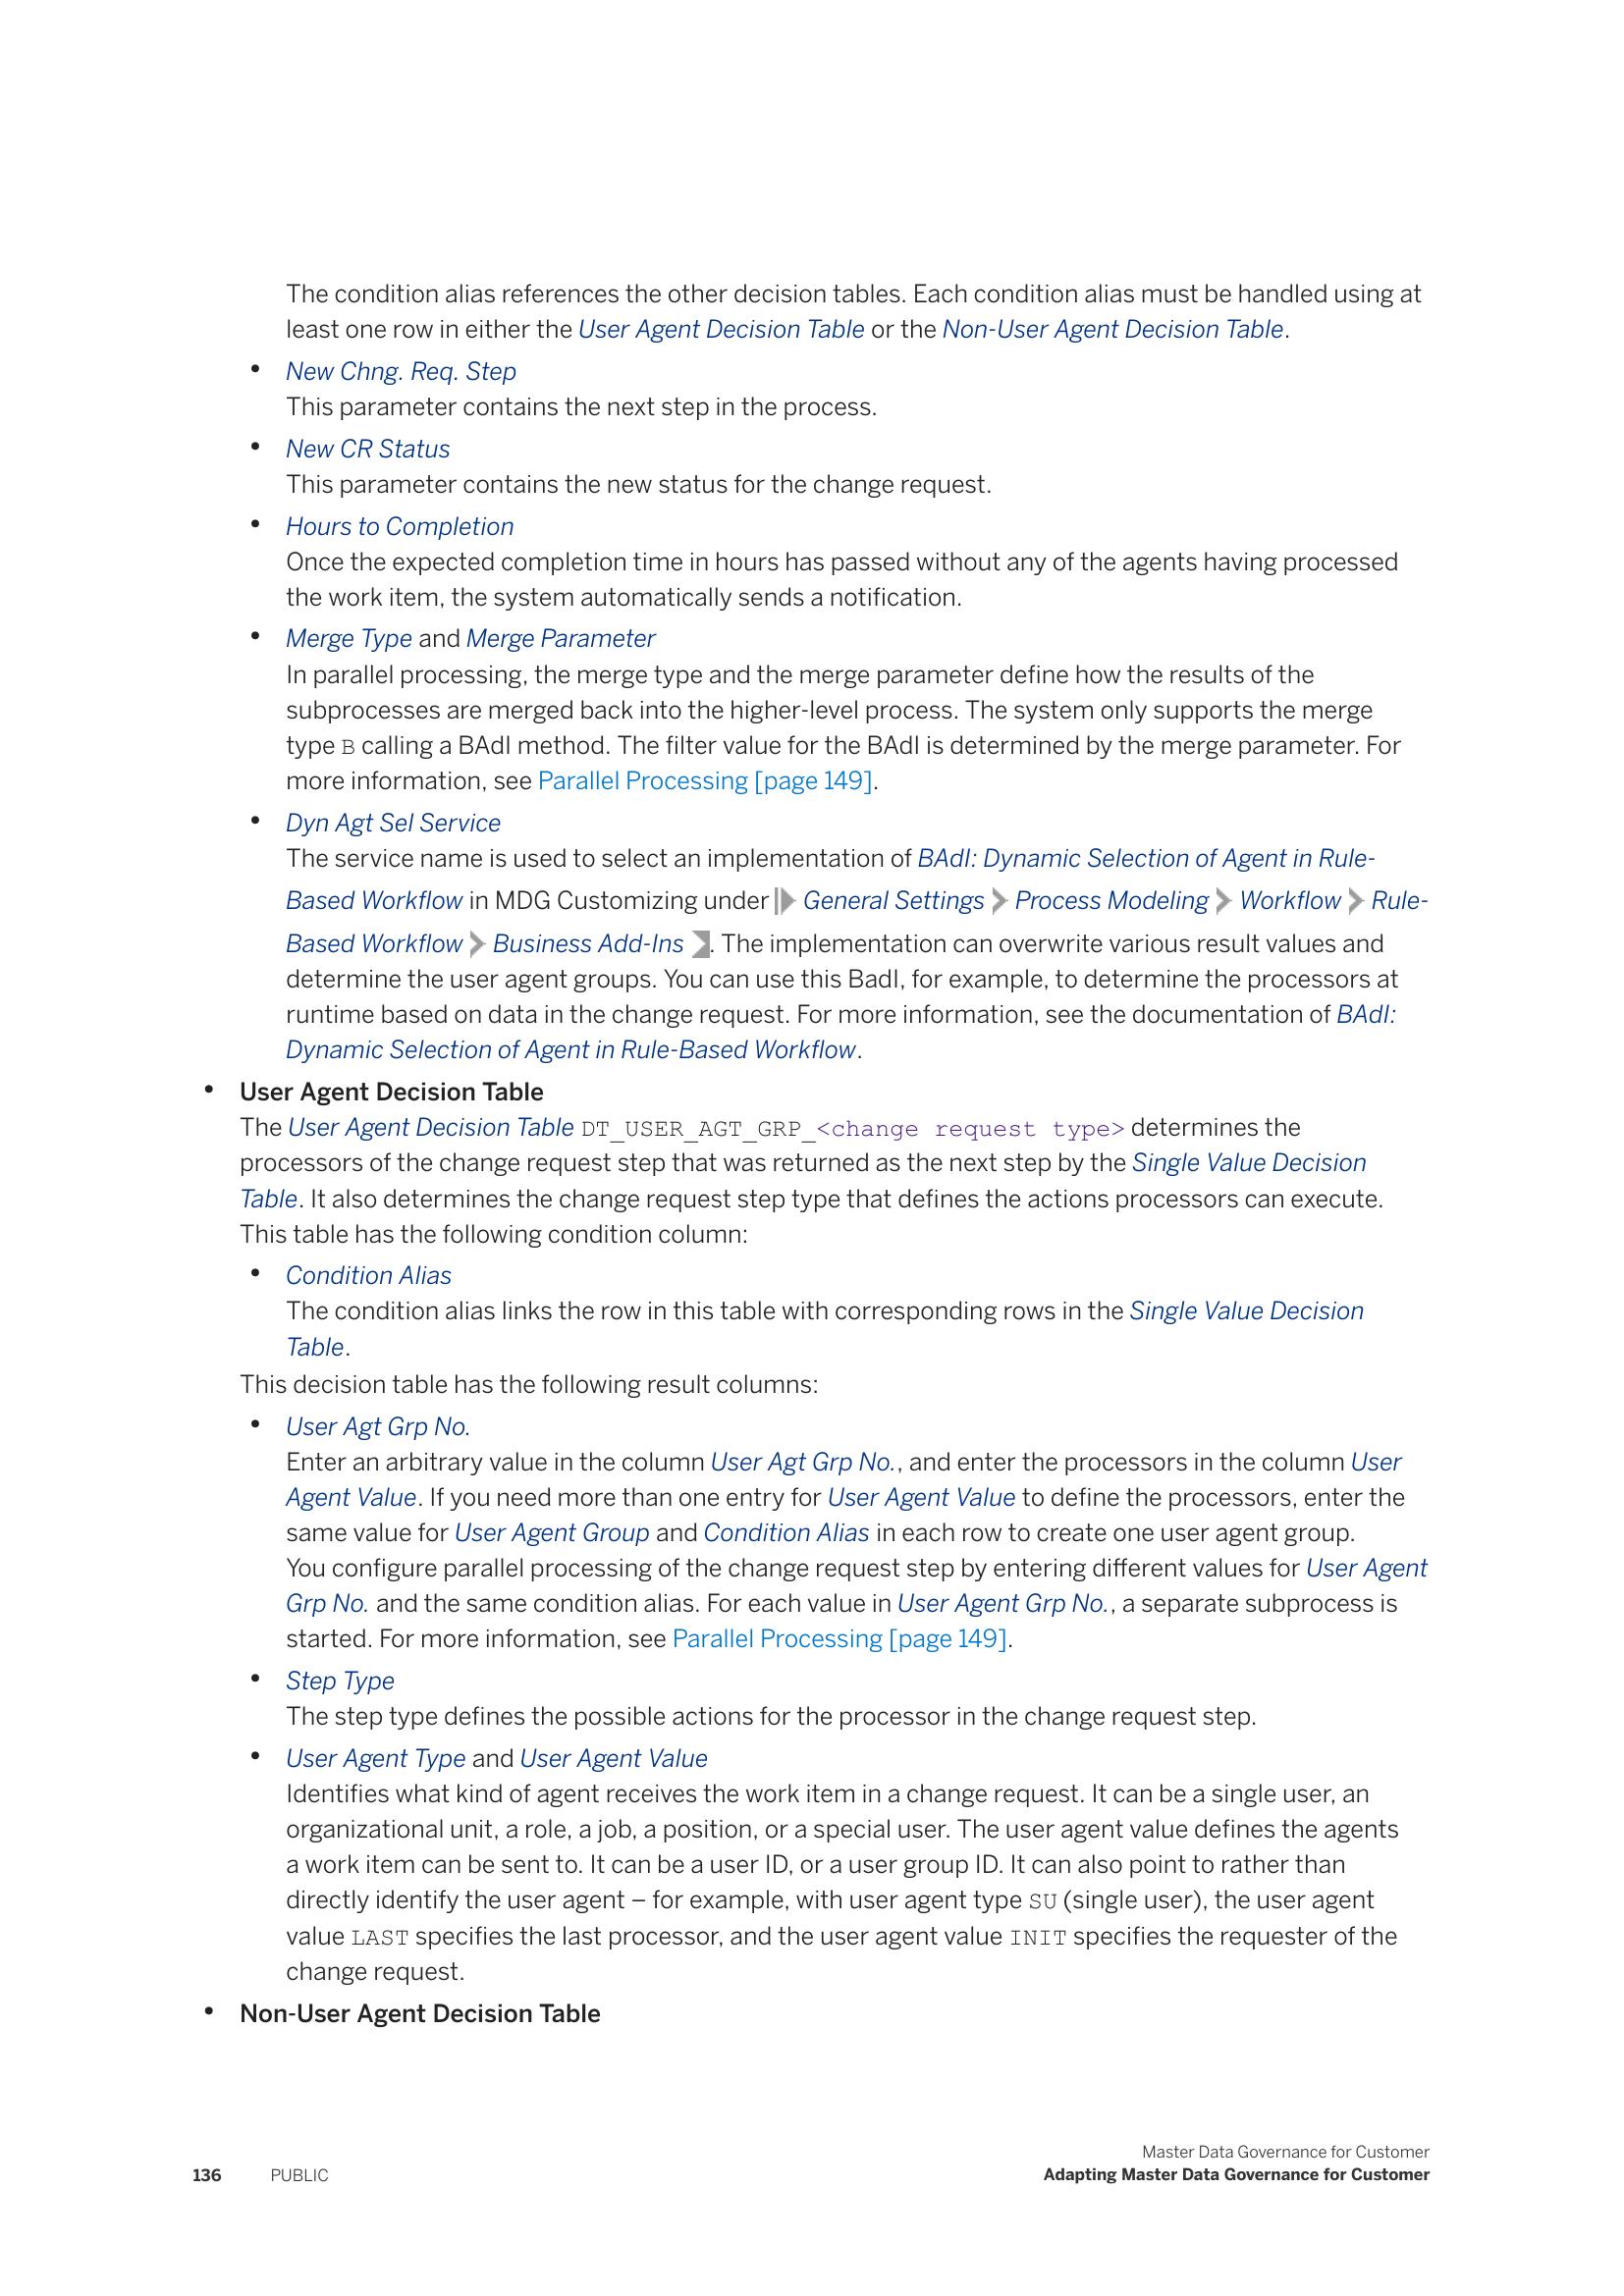 The condition alias references the other decision tables. Each condition alias must be handled using at
least one row in either the User Agent Decision Table or the Non-User Agent Decision Table.
• New Chng. Req. Step
This parameter contains the next step in the process.
• New CR Status
This parameter contains the new status for the change request.
• Hours to Completion
Once the expected completion time in hours has passed without any of the agents having processed
the work item, the system automatically sends a notification.
• Merge Type and Merge Parameter
In parallel processing, the merge type and the merge parameter define how the results of the
subprocesses are merged back into the higher-level process. The system only supports the merge
type B calling a BAdI method. The filter value for the BAdI is determined by the merge parameter. For
more information, see Parallel Processing [page 149].
• Dyn Agt Sel Service
The service name is used to select an implementation of BAdI: Dynamic Selection of Agent in Rule-
Based Workflow in MDG Customizing under General Settings Process Modeling Workflow Rule-
Based Workflow Business Add-Ins . The implementation can overwrite various result values and
determine the user agent groups. You can use this BadI, for example, to determine the processors at
runtime based on data in the change request. For more information, see the documentation of BAdI:
Dynamic Selection of Agent in Rule-Based Workflow.
• User Agent Decision Table
The User Agent Decision Table DT_USER_AGT_GRP_<change request type> determines the
processors of the change request step that was returned as the next step by the Single Value Decision
Table. It also determines the change request step type that defines the actions processors can execute.
This table has the following condition column:
• Condition Alias
The condition alias links the row in this table with corresponding rows in the Single Value Decision
Table.
This decision table has the following result columns:
• User Agt Grp No.
Enter an arbitrary value in the column User Agt Grp No., and enter the processors in the column User
Agent Value. If you need more than one entry for User Agent Value to define the processors, enter the
same value for User Agent Group and Condition Alias in each row to create one user agent group.
You configure parallel processing of the change request step by entering different values for User Agent
Grp No. and the same condition alias. For each value in User Agent Grp No., a separate subprocess is
started. For more information, see Parallel Processing [page 149].
• Step Type
The step type defines the possible actions for the processor in the change request step.
• User Agent Type and User Agent Value
Identifies what kind of agent receives the work item in a change request. It can be a single user, an
organizational unit, a role, a job, a position, or a special user. The user agent value defines the agents
a work item can be sent to. It can be a user ID, or a user group ID. It can also point to rather than
directly identify the user agent – for example, with user agent type SU (single user), the user agent
value LAST specifies the last processor, and the user agent value INIT specifies the requester of the
change request.
• Non-User Agent Decision Table
Master Data Governance for Customer
136 PUBLIC Adapting Master Data Governance for Customer